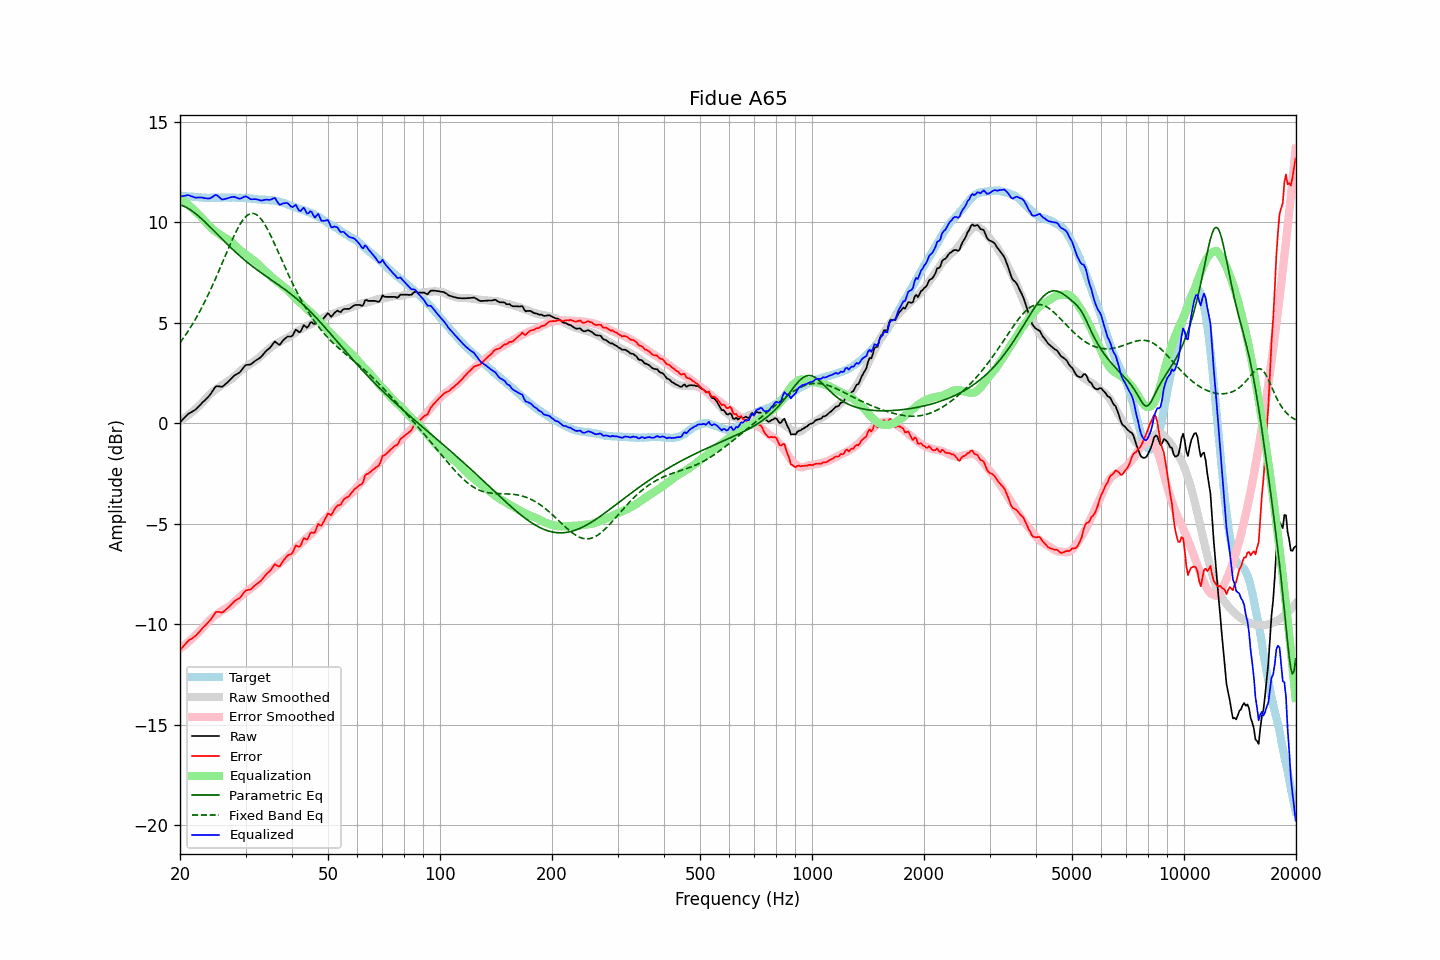 Fidue A65
15
10
5
0
−5
−10
−15
−20
Amplitude (dBr)
Target
Raw Smoothed
Error Smoothed
Raw
Error
Equalization
Parametric Eq
Fixed Band Eq
Equalized
20 50 100 200 500 1000 2000 5000 10000 20000
Frequency (Hz)